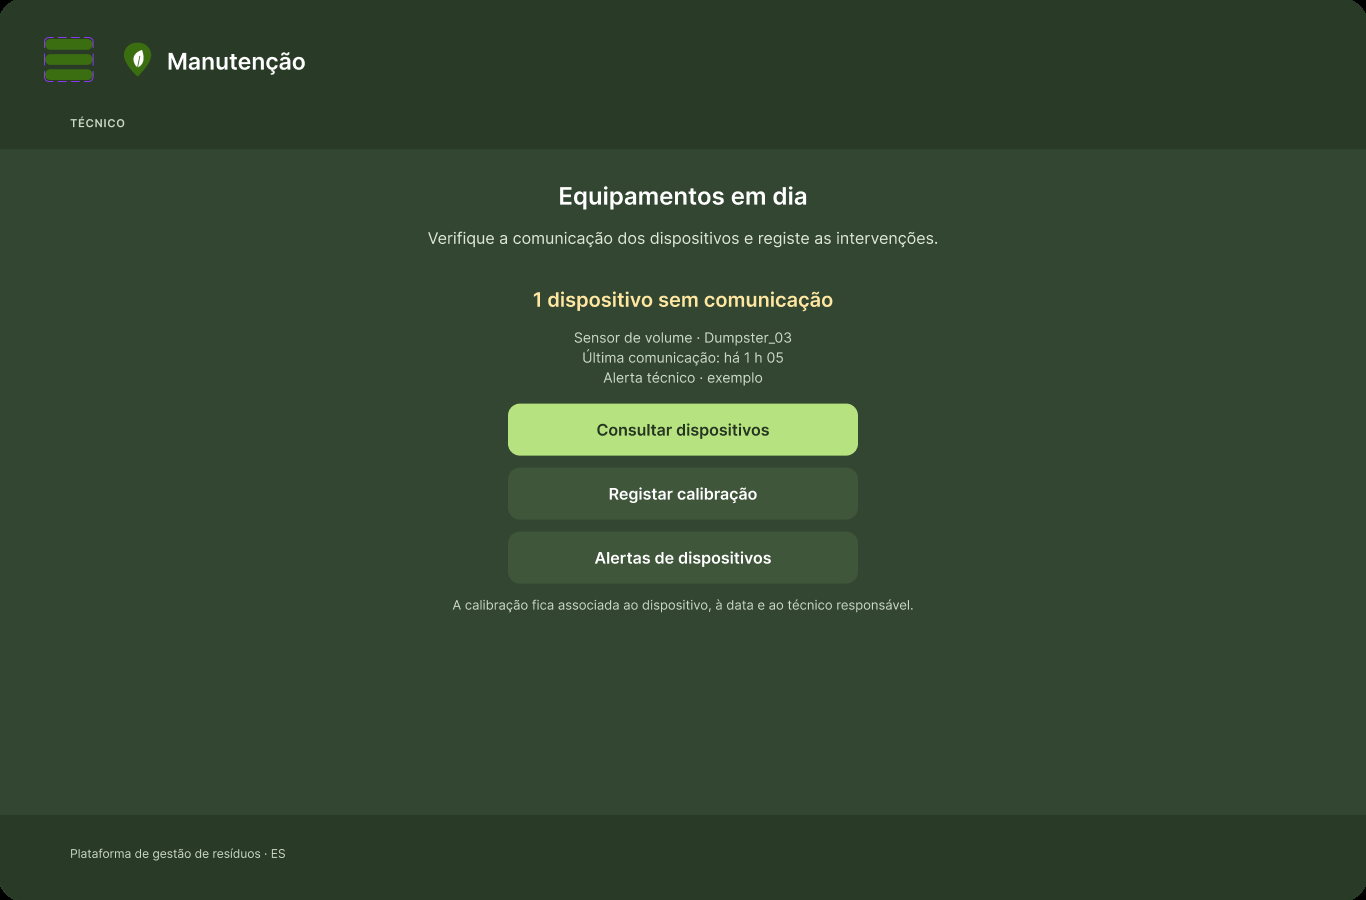 Manutenção
TÉCNICO
Equipamentos em dia
Verifique a comunicação dos dispositivos e registe as intervenções.
1 dispositivo sem comunicação
Sensor de volume · Dumpster_03
Última comunicação: há 1 h 05
Alerta técnico · exemplo
Consultar dispositivos
Registar calibração
Alertas de dispositivos
A calibração fica associada ao dispositivo, à data e ao técnico responsável.
Plataforma de gestão de resíduos · ES